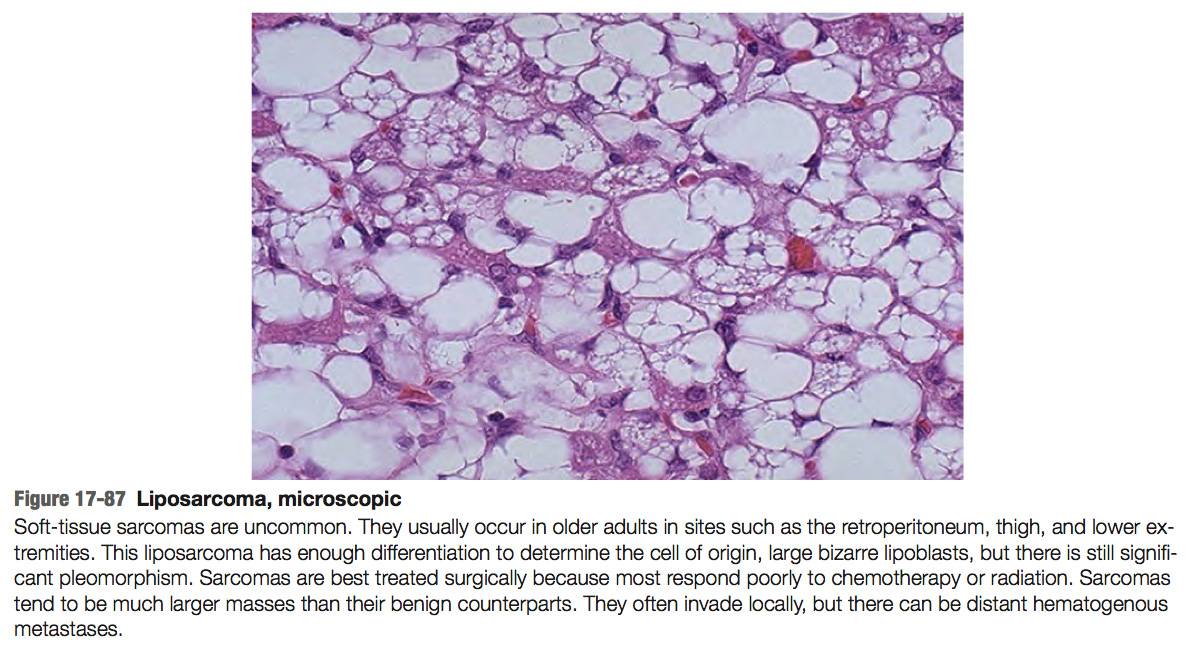 Figure 17-87 Liposarcoma, microscopic
Soft-tissue sarcomas are uncommon. They usually occur in older adults in sites such as the retroperitoneum, thigh, and lower ex-
tremities. This liposarcoma has enough differentiation to determine the cell of origin, large bizarre lipoblasts, but there is still signifi-
cant pleomorphism. Sarcomas are best treated surgically because most respond poorly to chemotherapy or radiation. Sarcomas
tend to be much larger masses than their benign counterparts. They often invade locally, but there can be distant hematogenous
metastases.